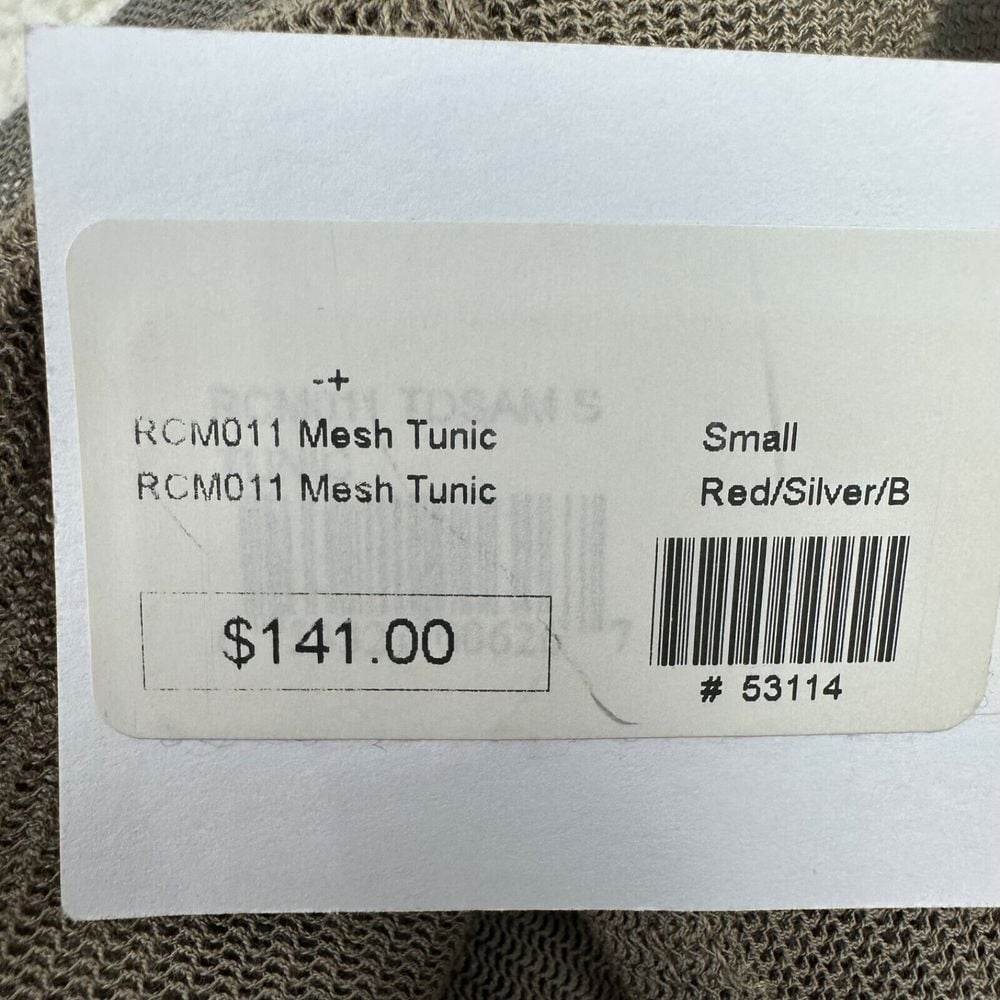 -+
RCM011 Mesh Tunic
Small
RCM011 Mesh Tunic
Red/Silver/B
$141.00
# 53114